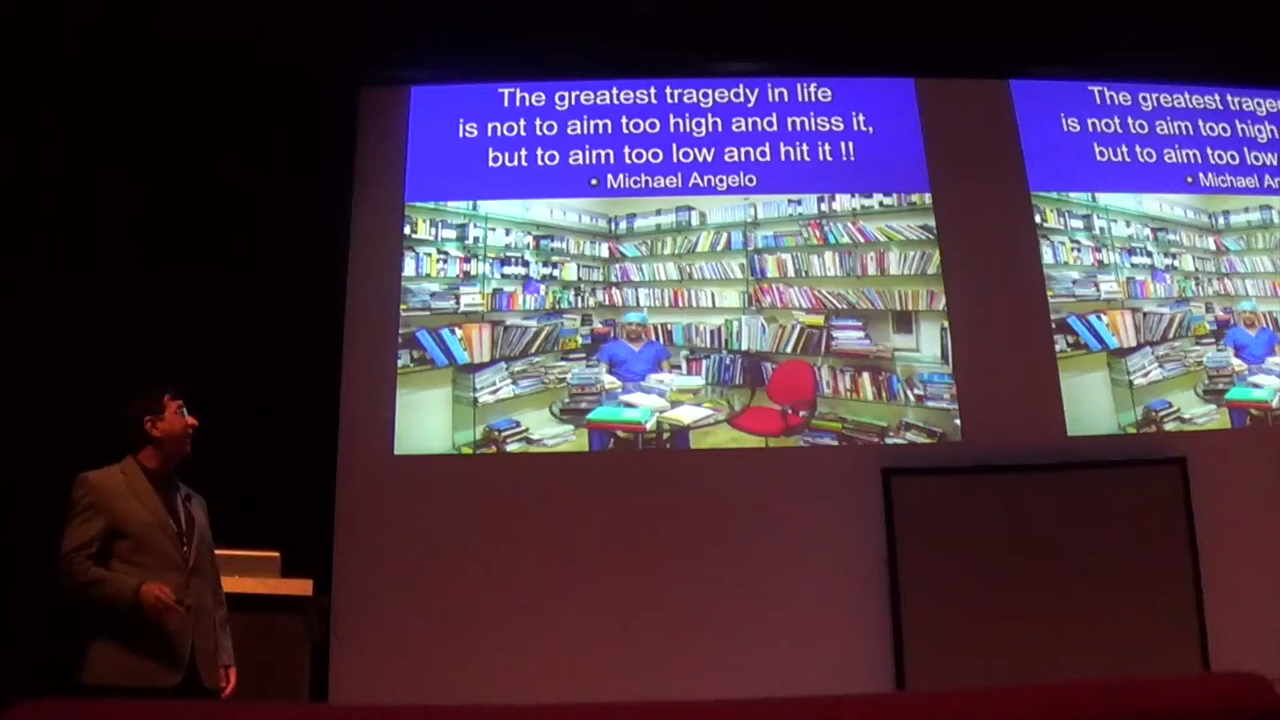 The greatest tragedy in life
is not to aim too high and miss it,
but to aim too low and hit it !!
• Michael Angelo
The greatest trage
is not to aim too high
but to aim too low
• Michael An